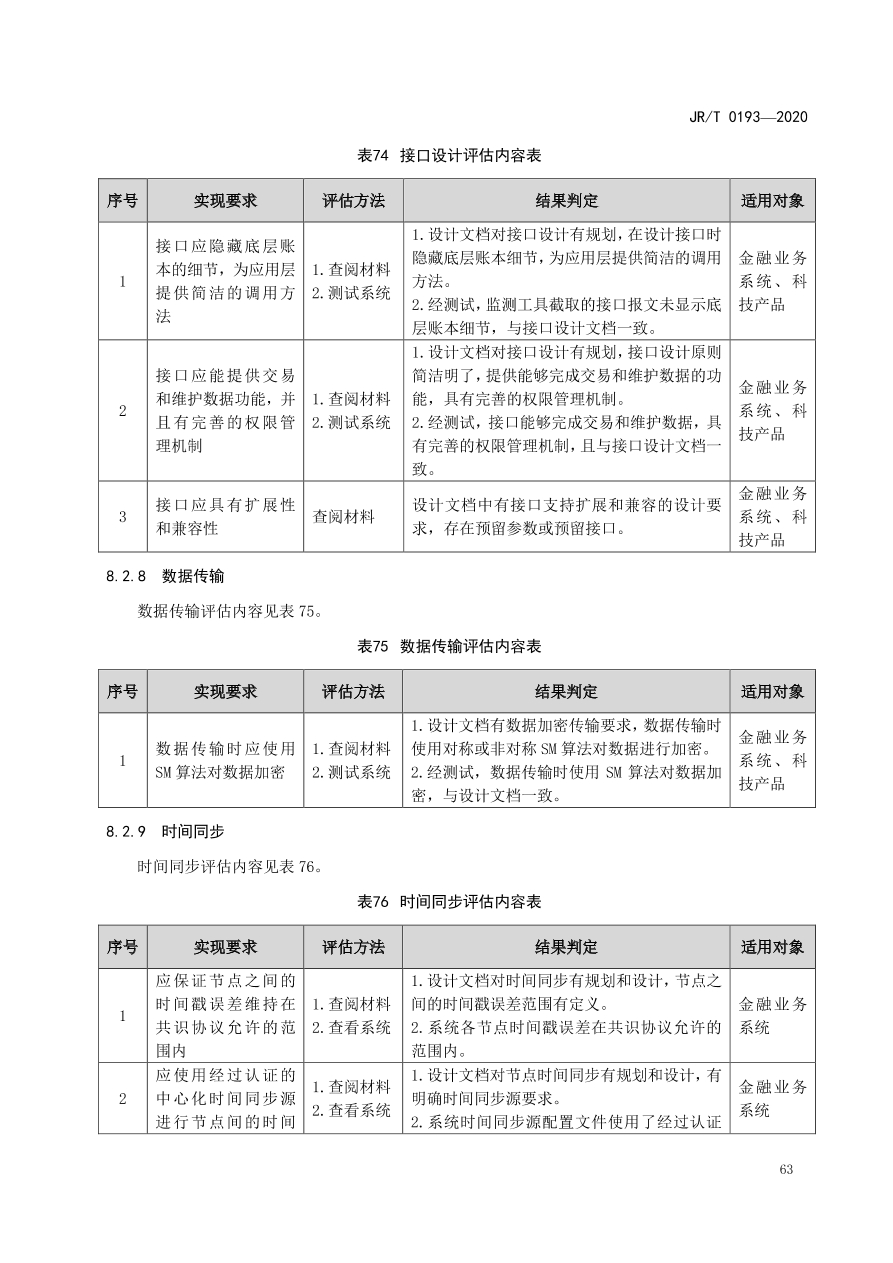 JR/T 0193—2020
表74 接口设计评估内容表
序号 实现要求 评估方法 结果判定 适用对象
1
接口应隐藏底层账
本的细节，为应用层
提供简洁的调用方
法
1.查阅材料
2.测试系统
1.设计文档对接口设计有规划，在设计接口时
隐藏底层账本细节，为应用层提供简洁的调用
方法。
2.经测试，监测工具截取的接口报文未显示底
层账本细节，与接口设计文档一致。
金融业务
系统、科
技产品
2
接口应能提供交易
和维护数据功能，并
且有完善的权限管
理机制
1.查阅材料
2.测试系统
1.设计文档对接口设计有规划，接口设计原则
简洁明了，提供能够完成交易和维护数据的功
能，具有完善的权限管理机制。
2.经测试，接口能够完成交易和维护数据，具
有完善的权限管理机制，且与接口设计文档一
致。
金融业务
系统、科
技产品
3
接口应具有扩展性
和兼容性
查阅材料
设计文档中有接口支持扩展和兼容的设计要
求，存在预留参数或预留接口。
金融业务
系统、科
技产品
8.2.8 数据传输
数据传输评估内容见表 75。
表75 数据传输评估内容表
序号 实现要求 评估方法 结果判定 适用对象
1
数据传输时应使用
SM 算法对数据加密
1.查阅材料
2.测试系统
1.设计文档有数据加密传输要求，数据传输时
使用对称或非对称 SM 算法对数据进行加密。
2.经测试，数据传输时使用 SM 算法对数据加
密，与设计文档一致。
金融业务
系统、科
技产品
8.2.9 时间同步
时间同步评估内容见表 76。
表76 时间同步评估内容表
序号 实现要求 评估方法 结果判定 适用对象
1
应保证节点之间的
时间戳误差维持在
共识协议允许的范
围内
1.查阅材料
2.查看系统
1.设计文档对时间同步有规划和设计，节点之
间的时间戳误差范围有定义。
2.系统各节点时间戳误差在共识协议允许的
范围内。
金融业务
系统
2
应使用经过认证的
中心化时间同步源
进行节点间的时间
1.查阅材料
2.查看系统
1.设计文档对节点时间同步有规划和设计，有
明确时间同步源要求。
2.系统时间同步源配置文件使用了经过认证
金融业务
系统
63